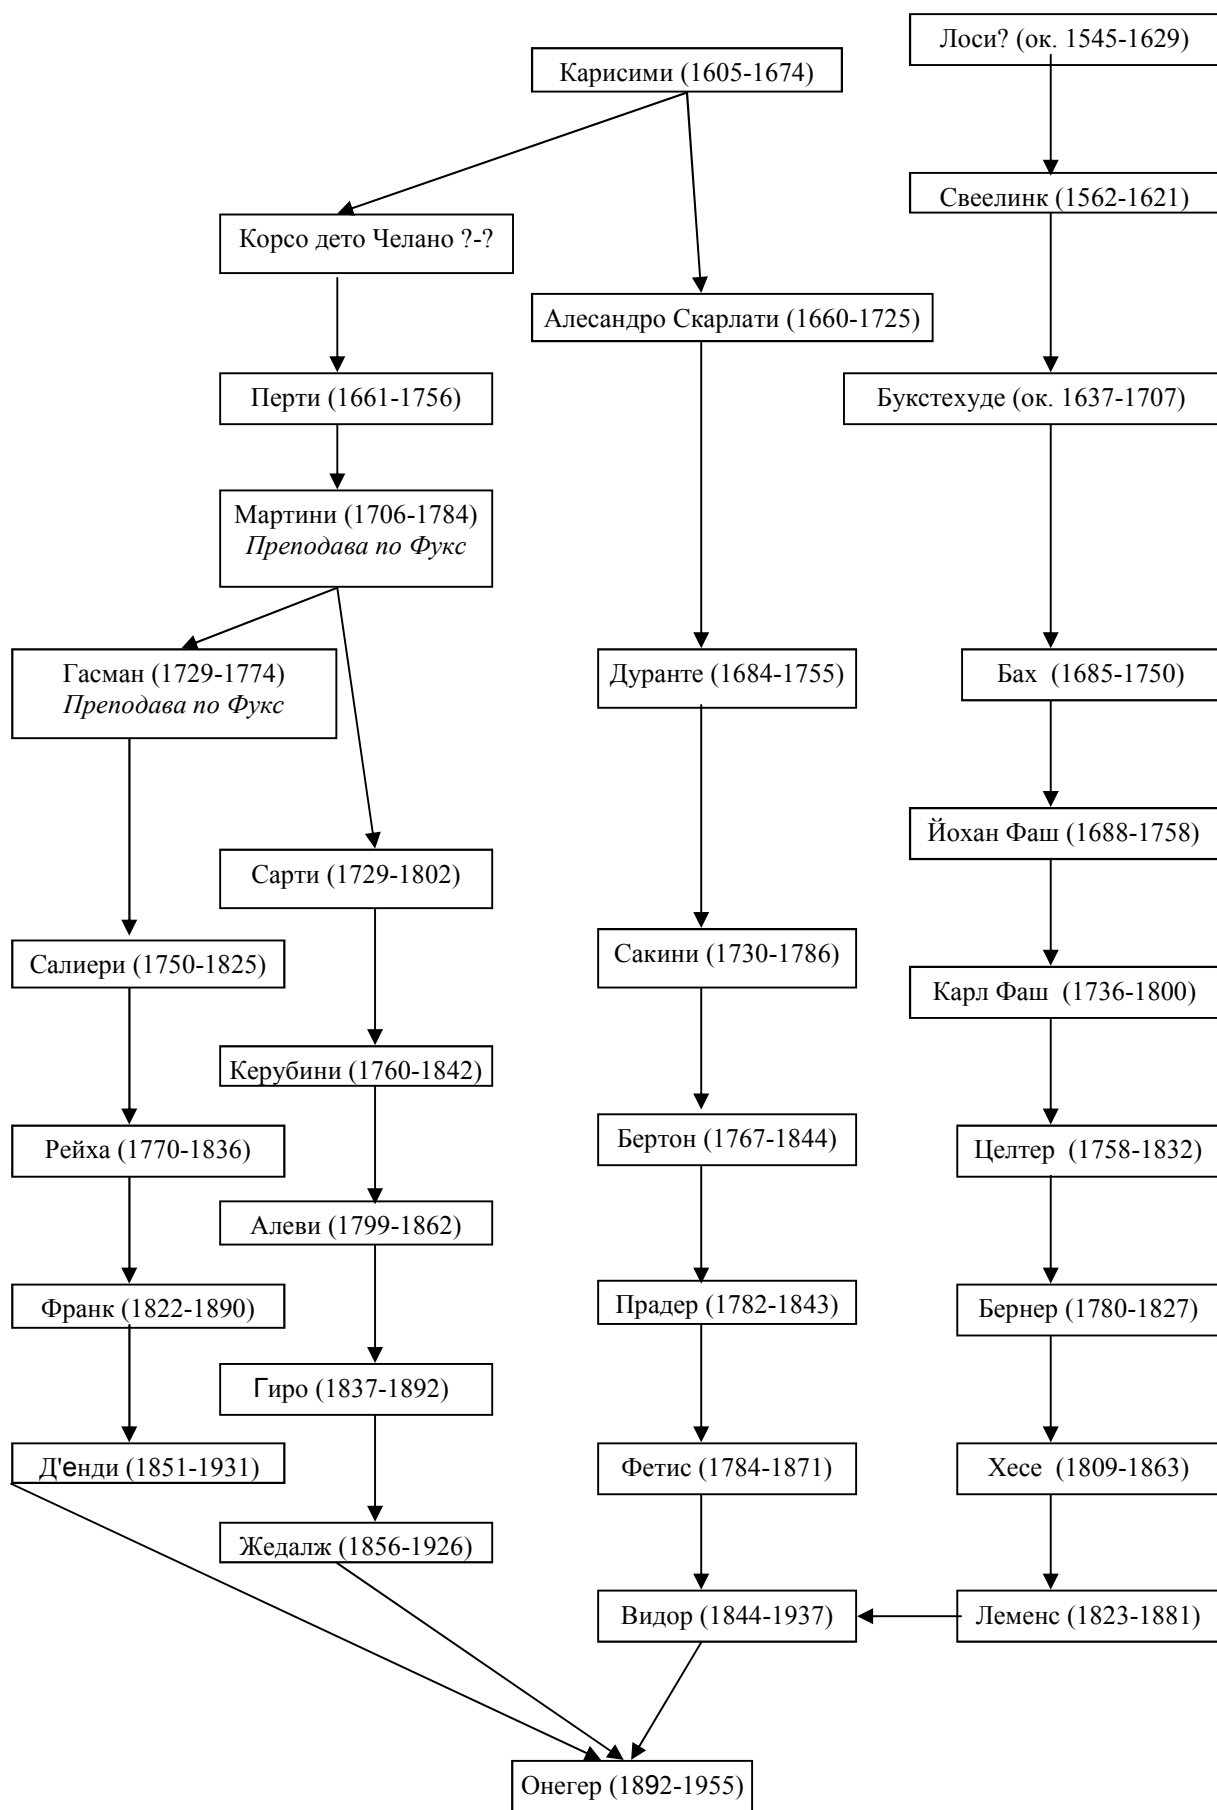 Лоси? (ок. 1545-1629)
Карисими (1605-1674)
Свеелинк (1562-1621)
Корсо дето Челано ?-?
Алесандро Скарлати (1660-1725)
Перти (1661-1756)
Букстехуде (ок. 1637-1707)
Мартини (1706-1784)
Преподава по Фукс
Гасман (1729-1774)
Преподава по Фукс
Дуранте (1684-1755)
Бах (1685-1750)
Йохан Фаш (1688-1758)
Сарти (1729-1802)
Салиери (1750-1825)
Сакини (1730-1786)
Карл Фаш (1736-1800)
Керубини (1760-1842)
Рейха (1770-1836)
Бертон (1767-1844)
Целтер (1758-1832)
Алеви (1799-1862)
Франк (1822-1890)
Прадер (1782-1843)
Бернер (1780-1827)
Гиро (1837-1892)
Д'енди (1851-1931)
Фетис (1784-1871)
Хесе (1809-1863)
Жедалж (1856-1926)
Видор (1844-1937)
Леменс (1823-1881)
Онегер (1892-1955)